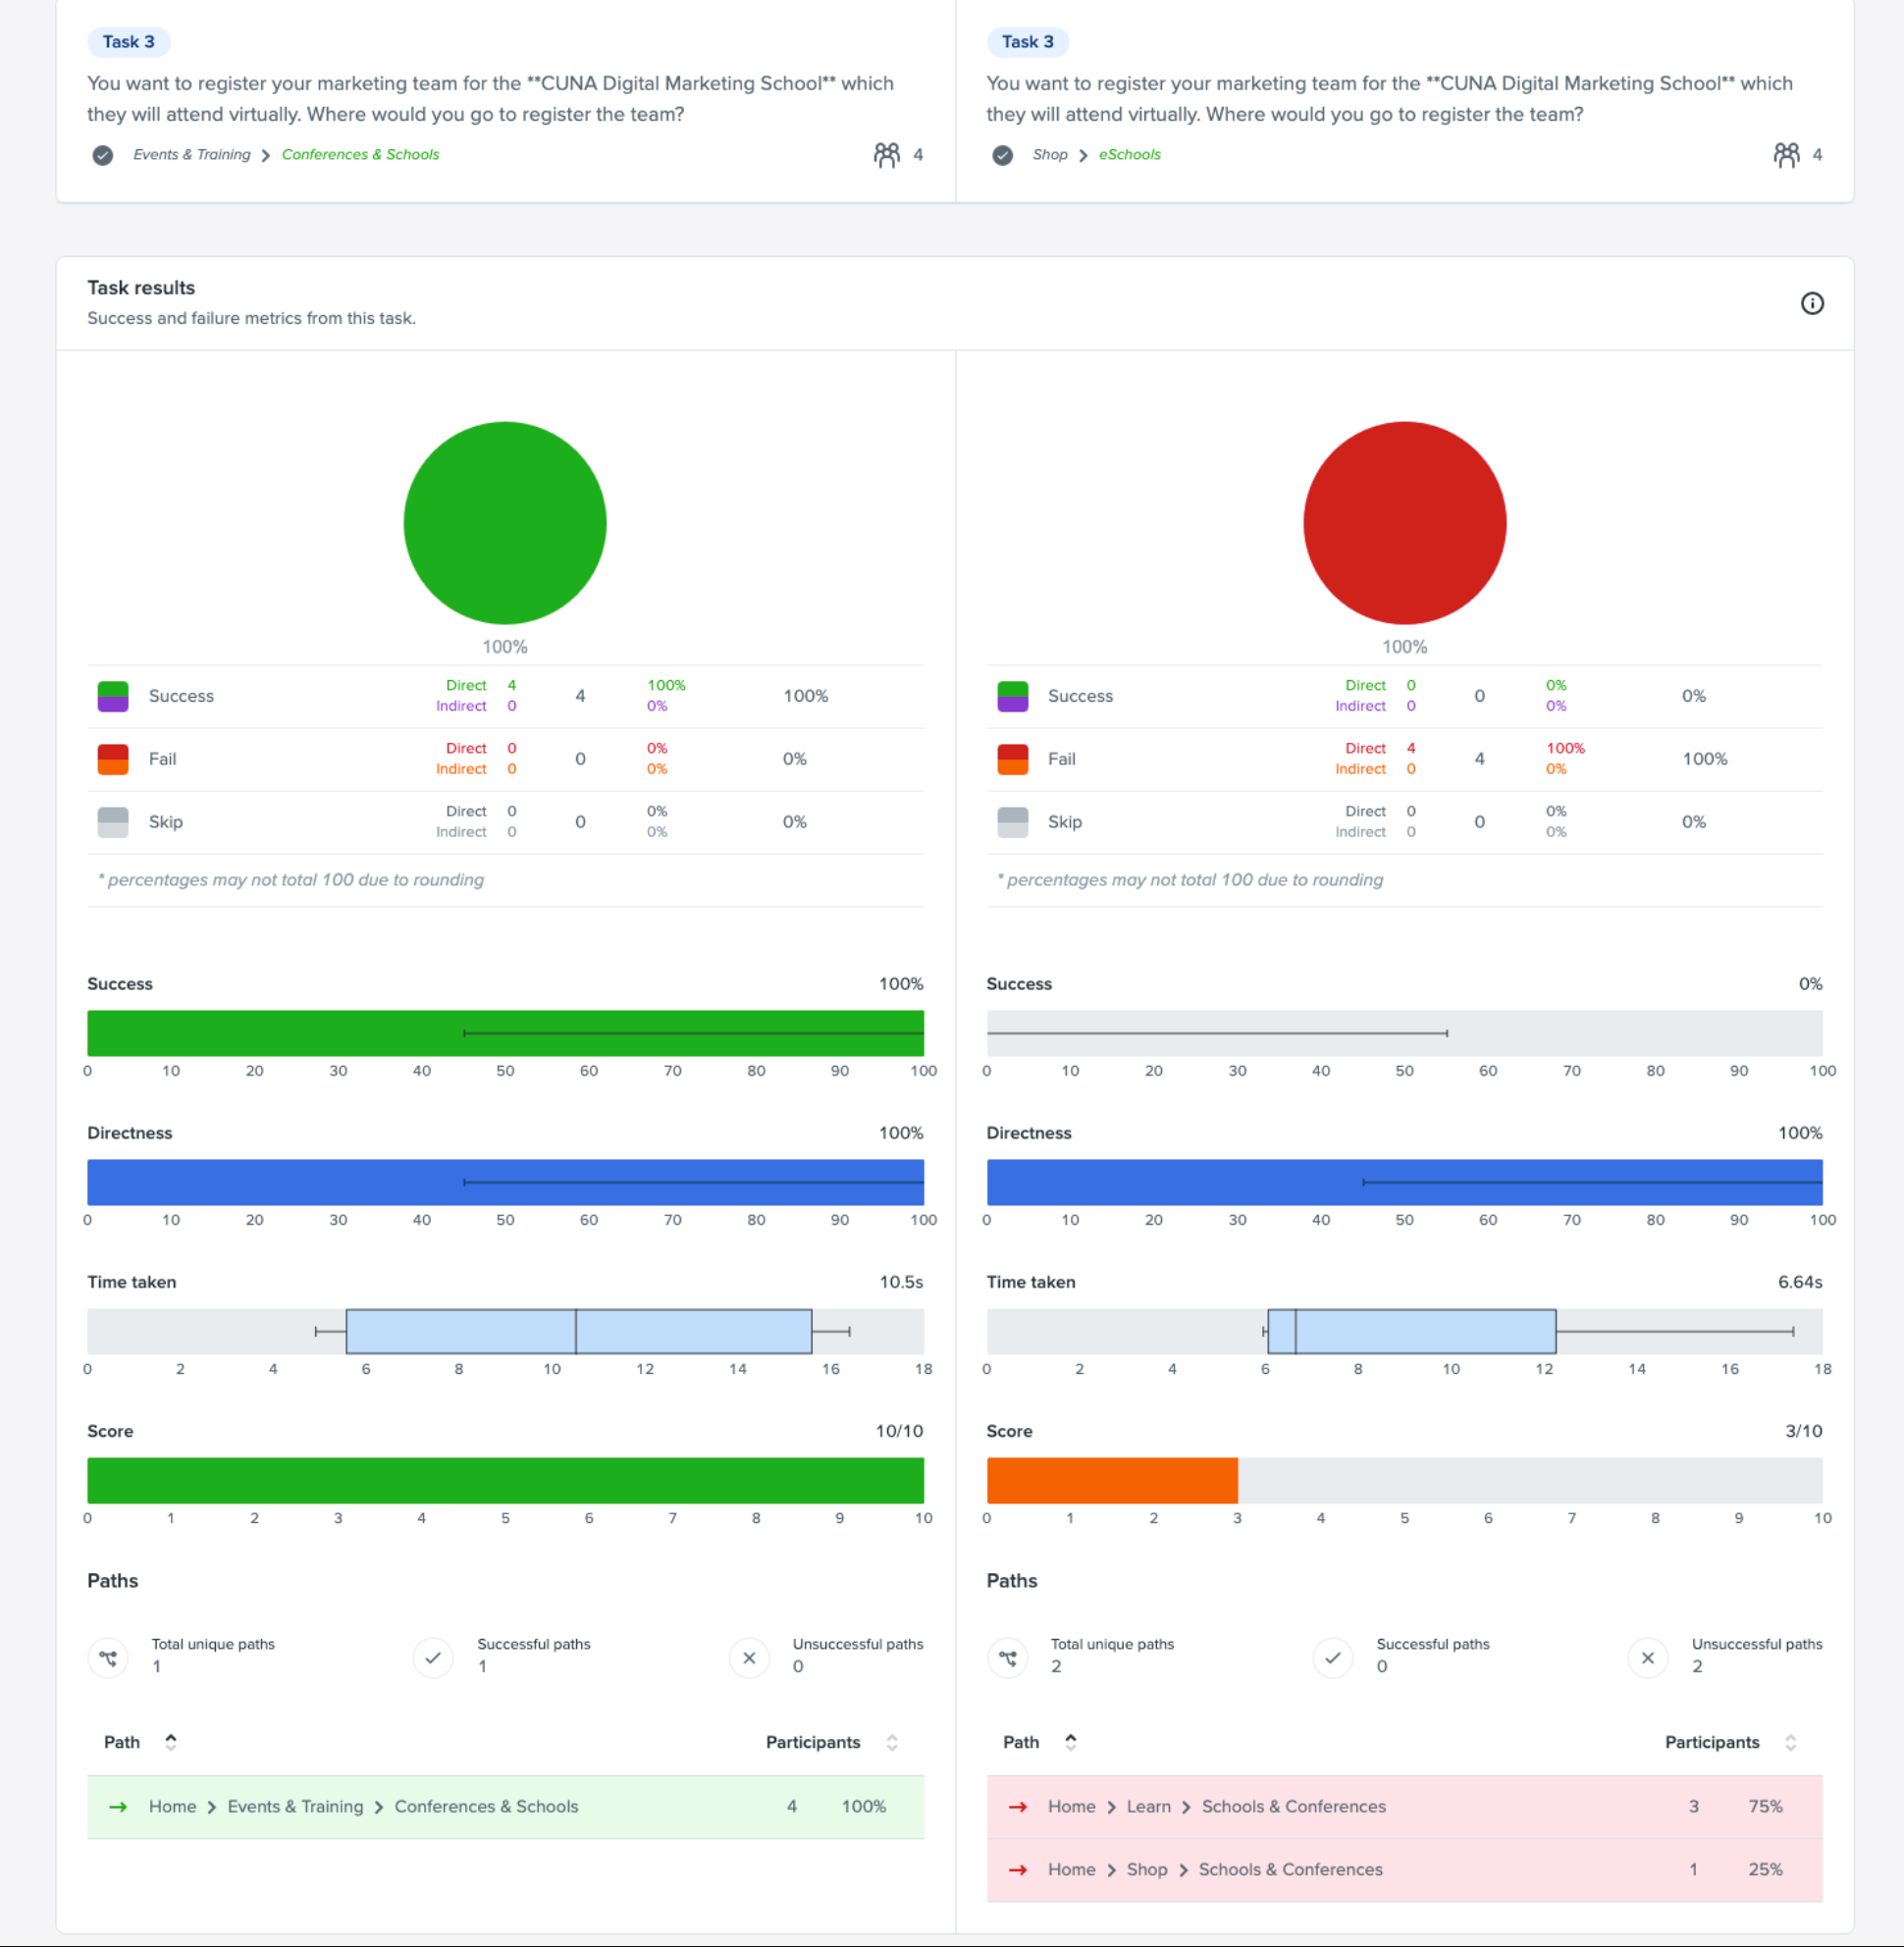 Task 3
You want to register your marketing team for the **CUNA Digital Marketing School** which
they will attend virtually. Where would you go to register the team?
Events & Training > Conferences & Schools
4
Task 3
You want to register your marketing team for the **CUNA Digital Marketing School** which
they will attend virtually. Where would you go to register the team?
Shop > eSchools
4
Task results
Success and failure metrics from this task.
100%
Success Direct 4 4 100% 100%
Indirect 0 0%
Fail Direct 0 0 0% 0%
Indirect 0 0%
Skip Direct 0 0 0% 0%
Indirect 0 0%
* percentages may not total 100 due to rounding
Success 100%
0 10 20 30 40 50 60 70 80 90 100
Directness 100%
0 10 20 30 40 50 60 70 80 90 100
Time taken 10.5s
0 2 4 6 8 10 12 14 16 18
Score 10/10
0 1 2 3 4 5 6 7 8 9 10
Paths
Total unique paths
1
Successful paths
1
Unsuccessful paths
0
Path Participants
Home > Events & Training > Conferences & Schools 4 100%
100%
Success Direct 0 0 0% 0%
Indirect 0 0%
Fail Direct 4 4 100% 100%
Indirect 0 0%
Skip Direct 0 0 0% 0%
Indirect 0 0%
* percentages may not total 100 due to rounding
Success 0%
0 10 20 30 40 50 60 70 80 90 100
Directness 100%
0 10 20 30 40 50 60 70 80 90 100
Time taken 6.64s
0 2 4 6 8 10 12 14 16 18
Score 3/10
0 1 2 3 4 5 6 7 8 9 10
Paths
Total unique paths
2
Successful paths
0
Unsuccessful paths
2
Path Participants
Home > Learn > Schools & Conferences 3 75%
Home > Shop > Schools & Conferences 1 25%